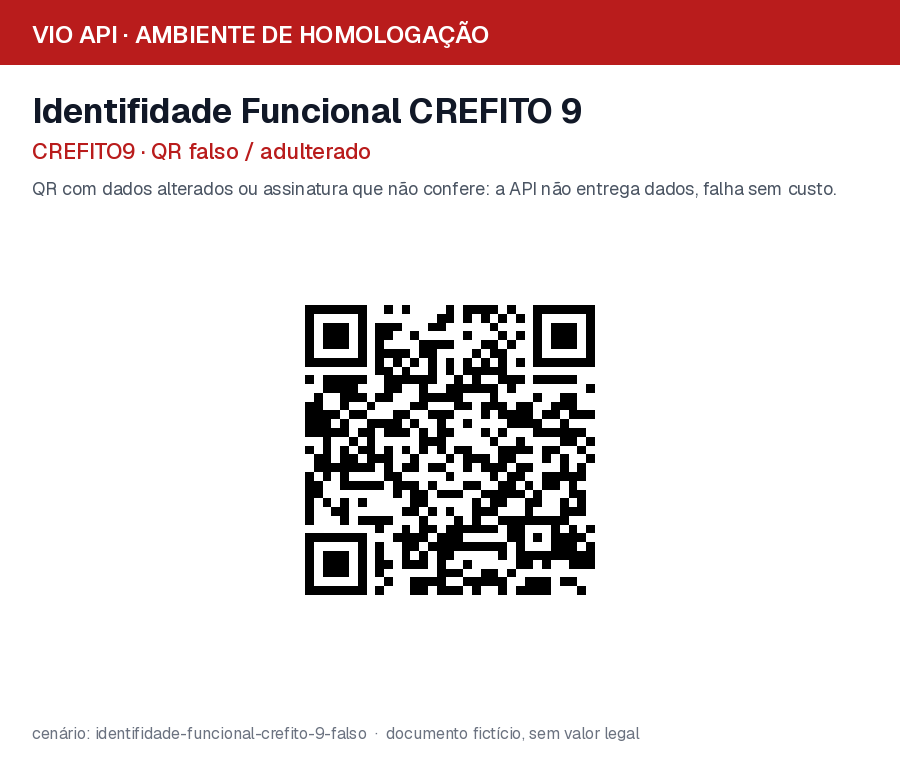 VIO API · AMBIENTE DE HOMOLOGAÇÃO
Identifidade Funcional CREFITO 9
CREFITO9 · QR falso / adulterado
QR com dados alterados ou assinatura que não confere: a API não entrega dados, falha sem custo.
cenário: identifidade-funcional-crefito-9-falso · documento fictício, sem valor legal